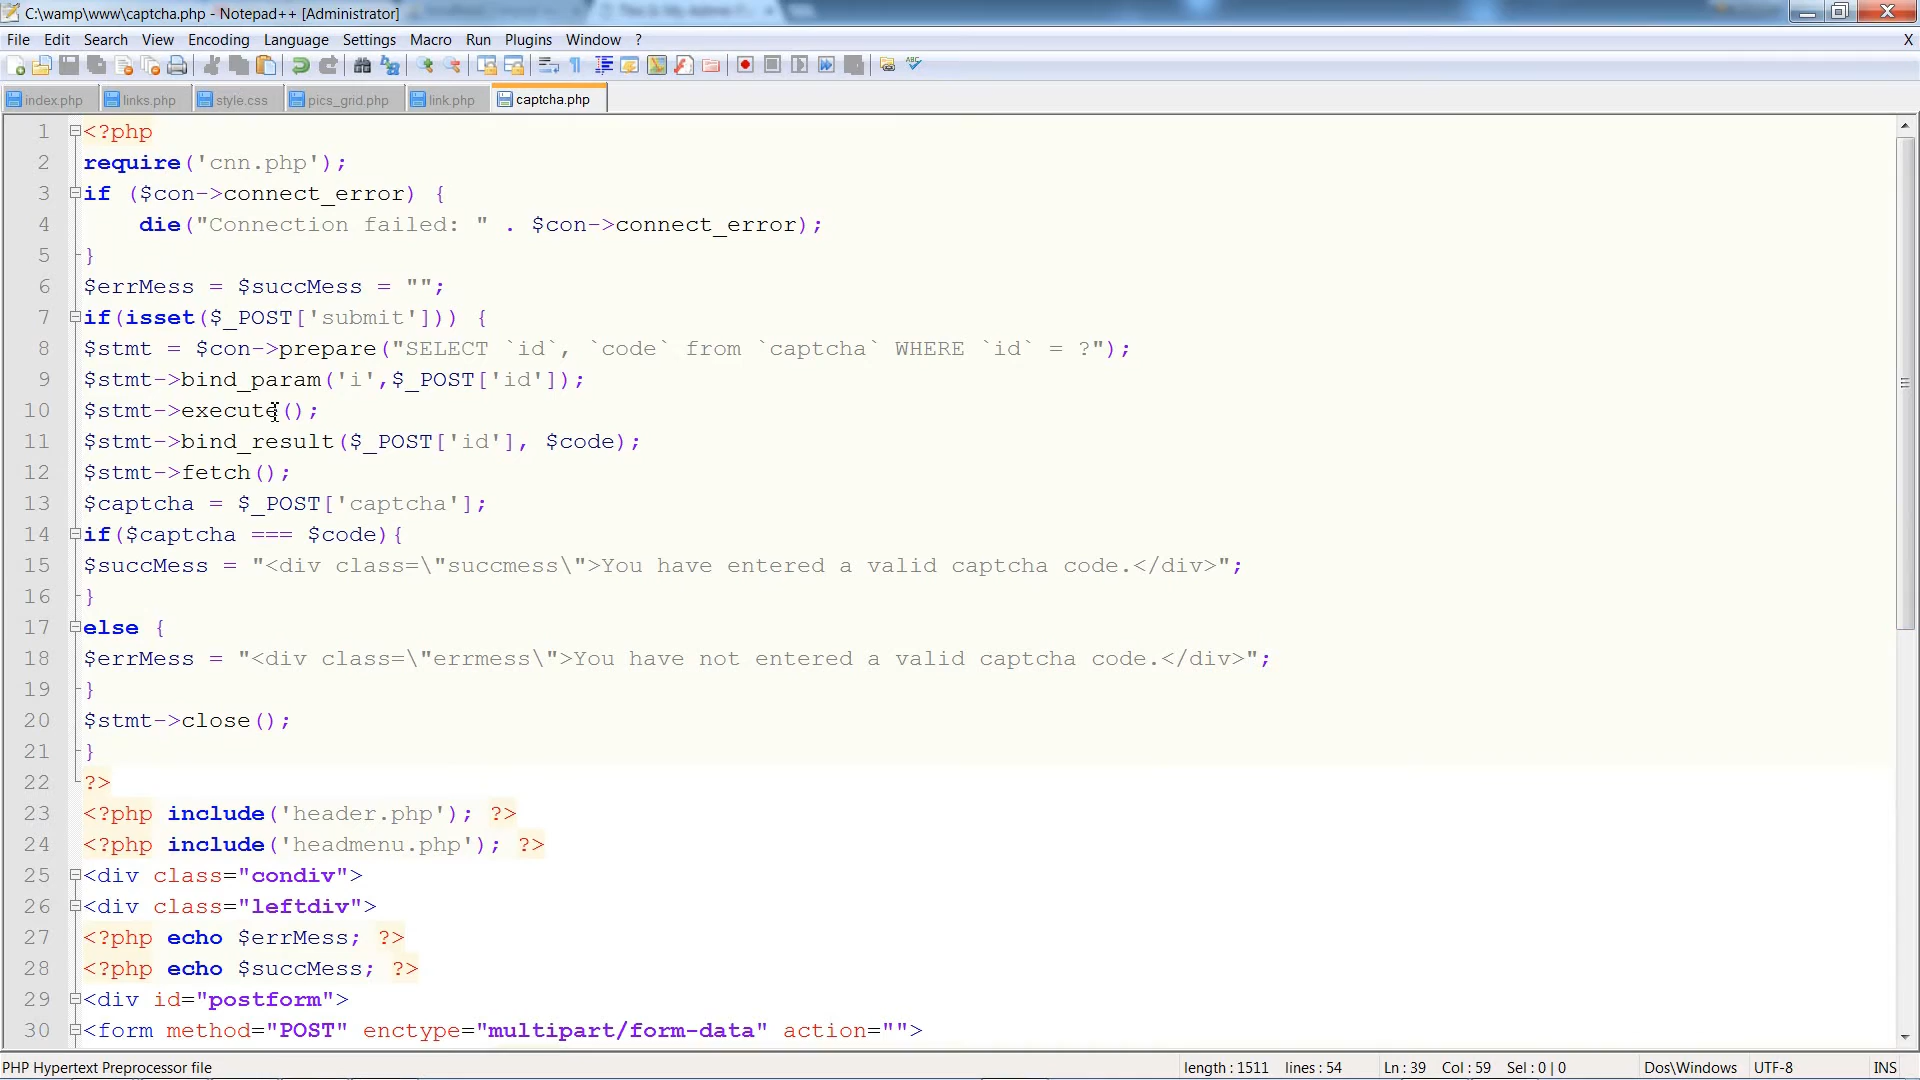 C:\wamp\www\captcha.php - Notepad++ [Administrator]
File Edit Search View Encoding Language Settings Macro Run Plugins Window ? X
index.php links.php style.css pics_grid.php link.php captcha.php
1 <?php
2 require('cnn.php');
3 if ($con->connect_error) {
4 die("Connection failed: " . $con->connect_error);
5 }
6 $errMess = $succMess = "";
7 if(isset($_POST['submit'])) {
8 $stmt = $con->prepare("SELECT `id`, `code` from `captcha` WHERE `id` = ?");
9 $stmt->bind_param('i',$_POST['id']);
10 $stmt->execute();
11 $stmt->bind_result($_POST['id'], $code);
12 $stmt->fetch();
13 $captcha = $_POST['captcha'];
14 if($captcha === $code){
15 $succMess = "<div class=\"succmess\">You have entered a valid captcha code.</div>";
16 }
17 else {
18 $errMess = "<div class=\"errmess\">You have not entered a valid captcha code.</div>";
19 }
20 $stmt->close();
21 }
22 ?>
23 <?php include('header.php'); ?>
24 <?php include('headmenu.php'); ?>
25 <div class="condiv">
26 <div class="leftdiv">
27 <?php echo $errMess; ?>
28 <?php echo $succMess; ?>
29 <div id="postform">
30 <form method="POST" enctype="multipart/form-data" action="">
PHP Hypertext Preprocessor file length : 1511 lines : 54 Ln : 39 Col : 59 Sel : 0 | 0 Dos\Windows UTF-8 INS